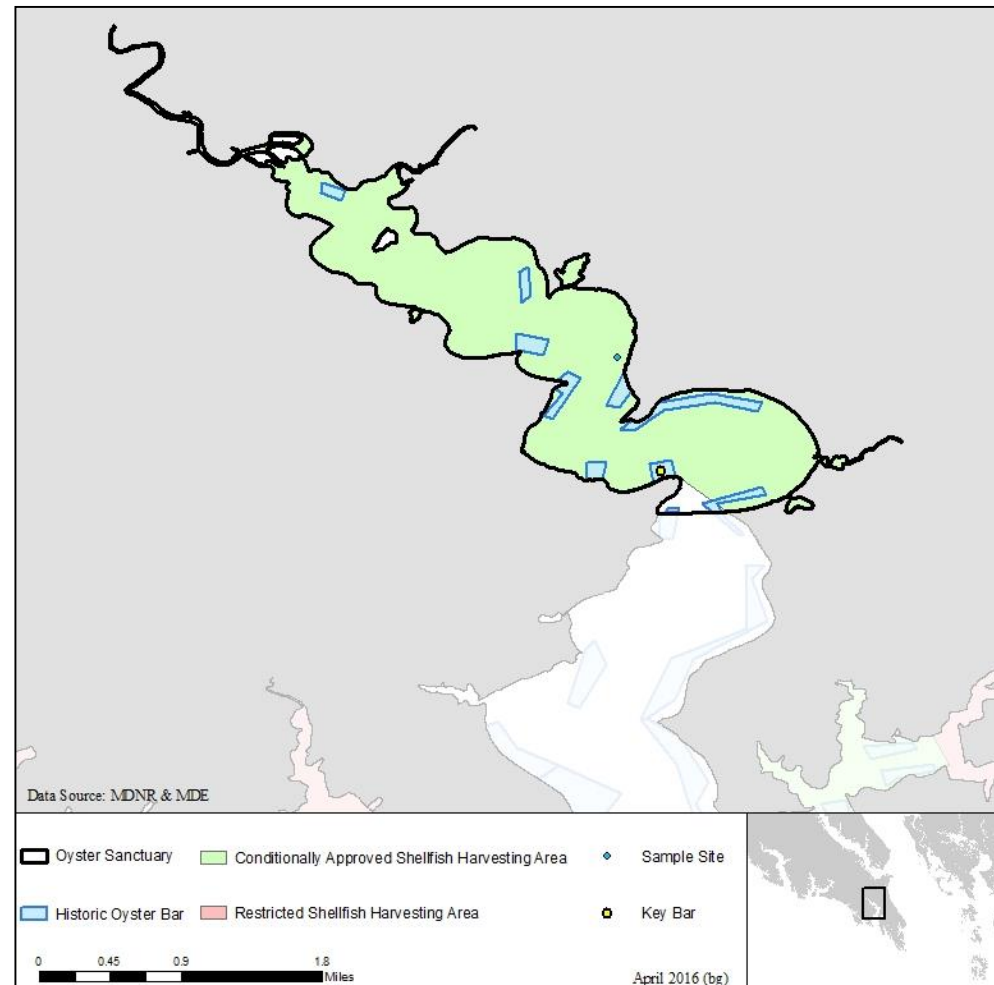 Data Source: MDNR & MDE
Oyster Sanctuary
Conditionally Approved Shellfish Harvesting Area
Sample Site
Historic Oyster Bar
Restricted Shellfish Harvesting Area
Key Bar
0 0.45 0.9 1.8
Miles
April 2016 (bg)